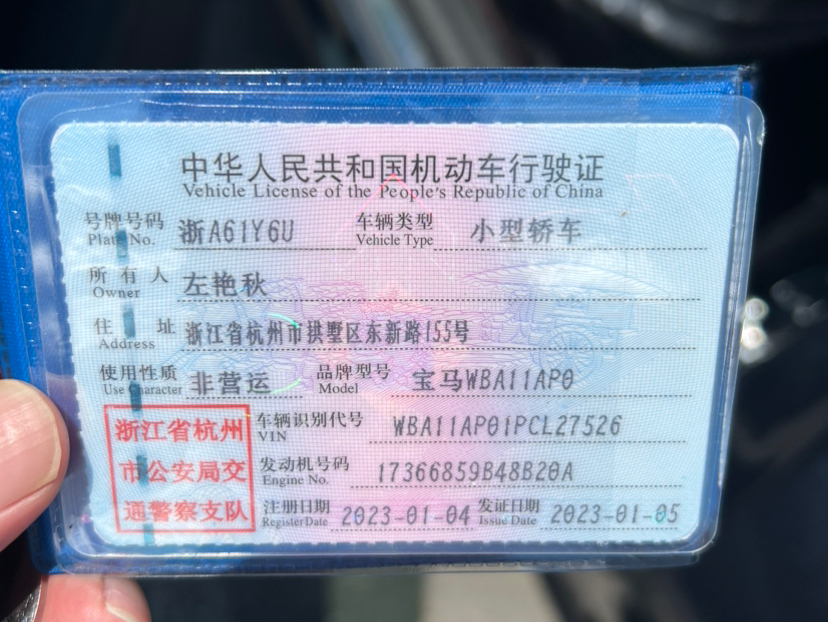 中华人民共和国机动车行驶证
Vehicle License of the People's Republic of China
号牌号码 浙A61Y6U 车辆类型 小型轿车
Plate No. Vehicle Type
所有人 左艳秋
Owner
住址 浙江省杭州市拱墅区东新路155号
Address
使用性质 非营运 品牌型号 宝马WBA11AP0
Use Character Model
浙江省杭州
市公安局交
通警察支队
车辆识别代号 WBA11AP01PCL27526
VIN
发动机号码 17366859B48B20A
Engine No.
注册日期 2023-01-04 发证日期 2023-01-05
Register Date Issue Date